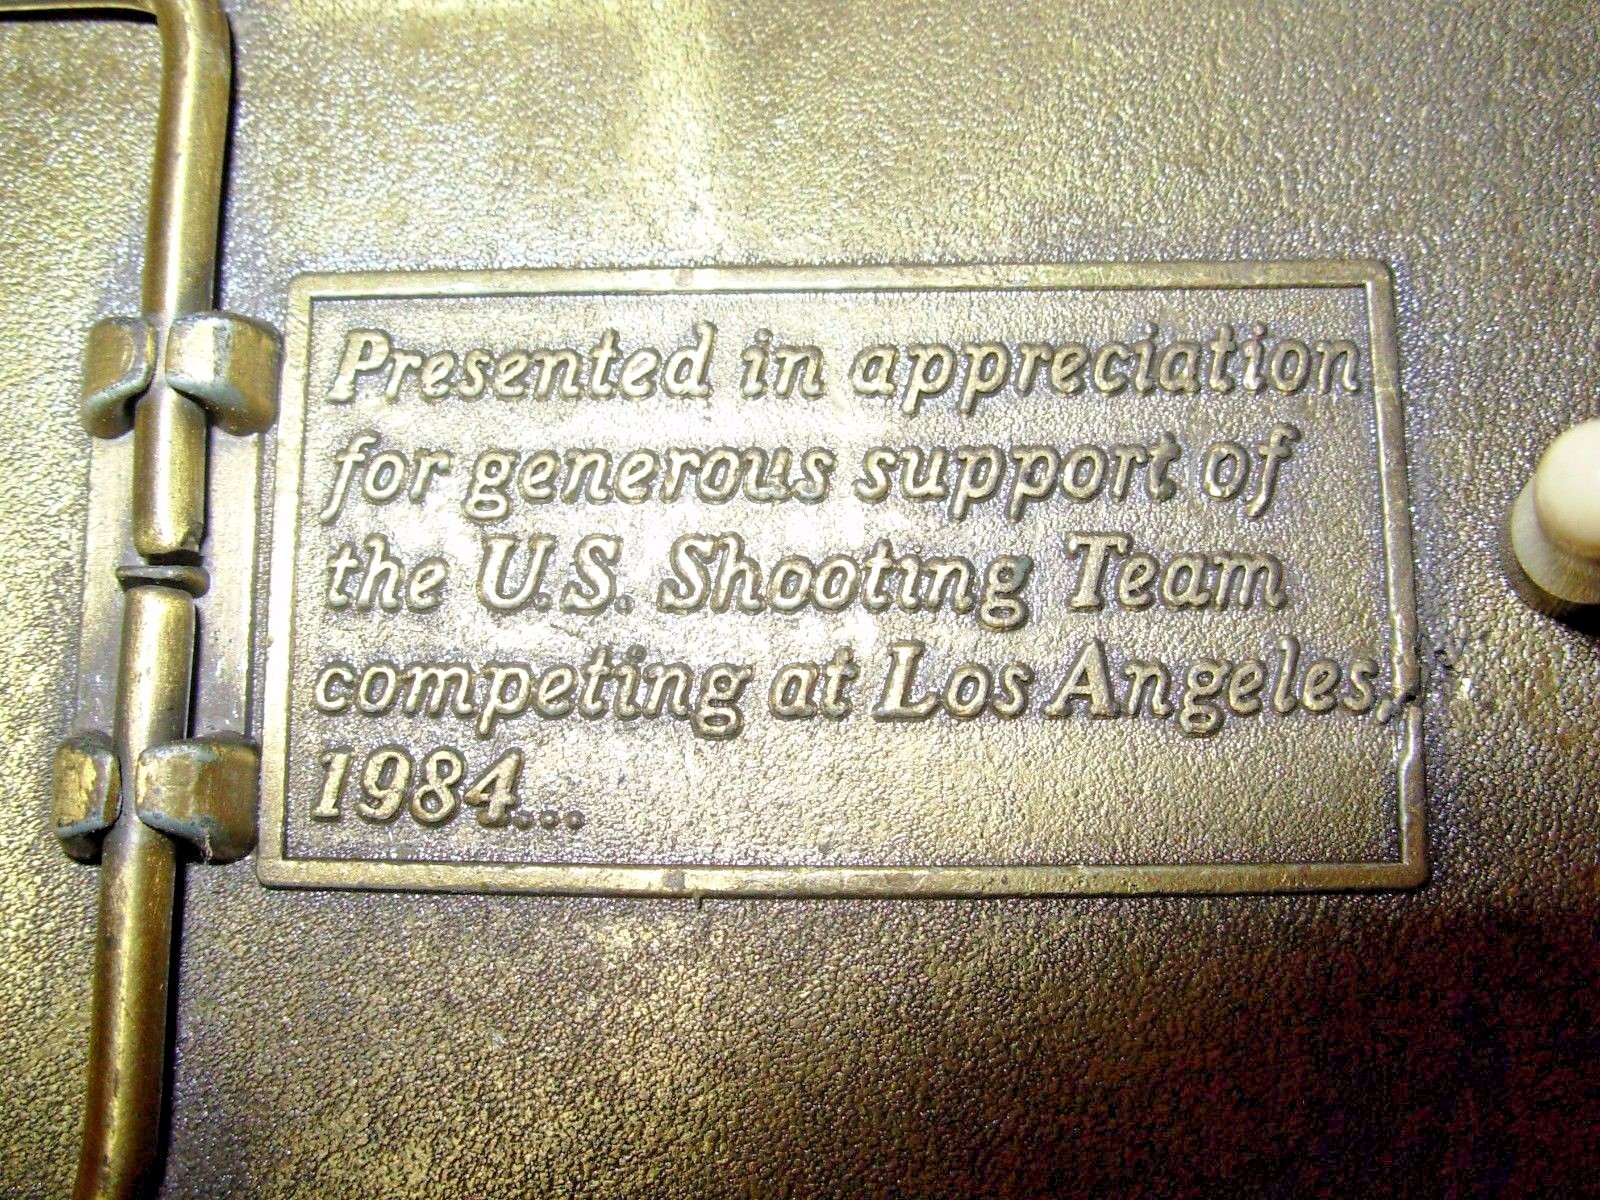 Presented in appreciation
for generous support of
the U.S. Shooting Team
competing at Los Angeles,
1984...